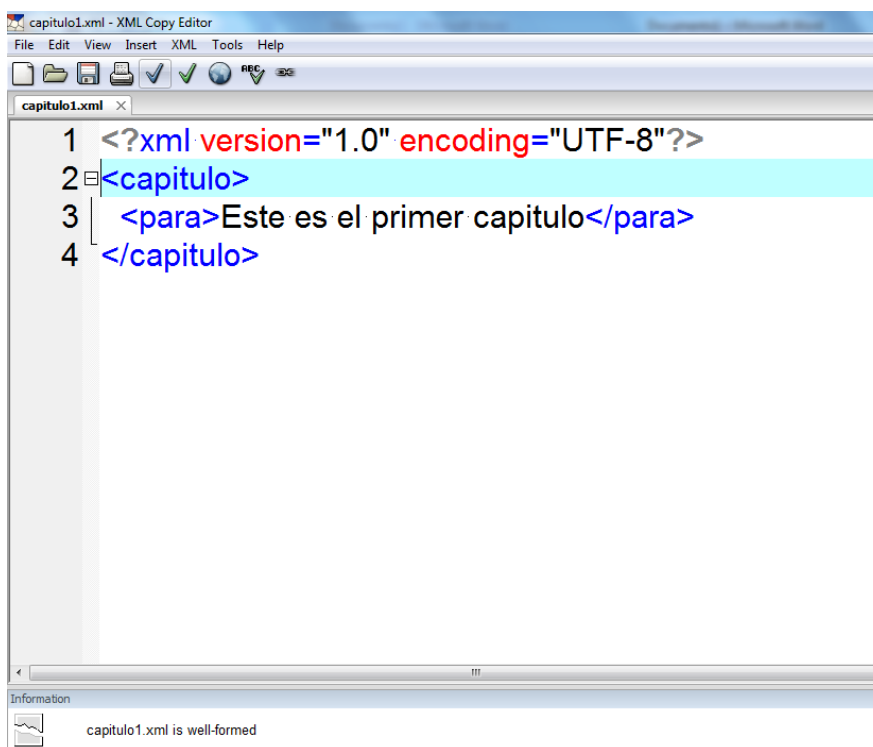 capitulo1.xml - XML Copy Editor
File Edit View Insert XML Tools Help
ABC
capitulo1.xml
1 <?xml version="1.0" encoding="UTF-8"?>
2 <capitulo>
3 <para>Este es el primer capitulo</para>
4 </capitulo>
Information
capitulo1.xml is well-formed